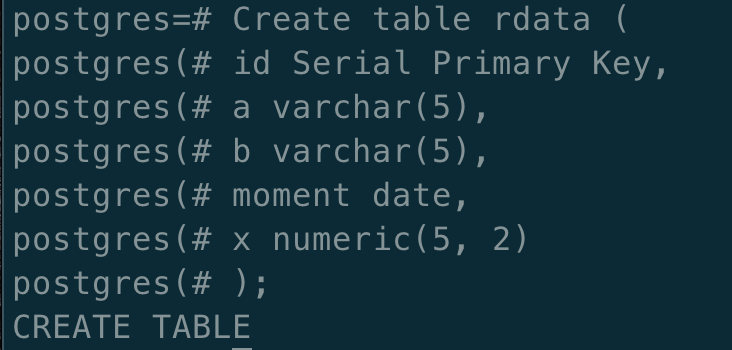 postgres=# Create table rdata (
postgres(# id Serial Primary Key,
postgres(# a varchar(5),
postgres(# b varchar(5),
postgres(# moment date,
postgres(# x numeric(5, 2)
postgres(# );
CREATE TABLE